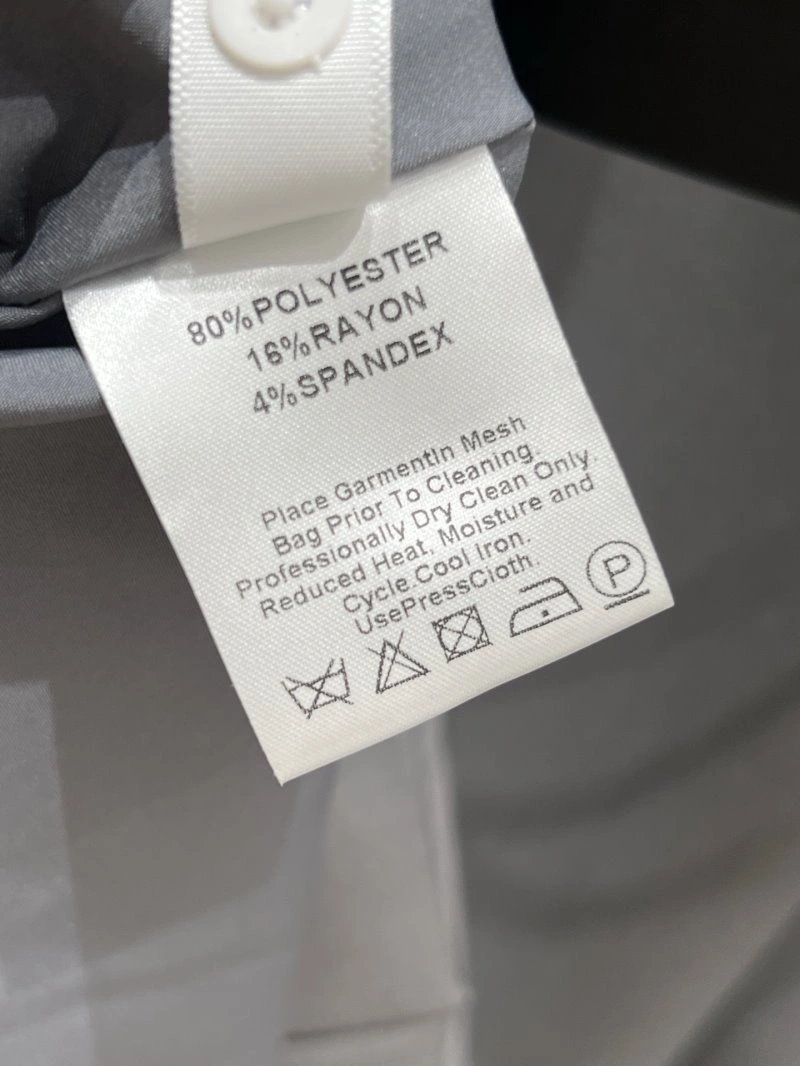 80%POLYESTER
16%RAYON
4%SPANDEX
Place GarmentIn Mesh
Bag Prior To Cleaning.
Professionally Dry Clean Only.
Reduced Heat, Moisture and
Cycle.Cool Iron.
UsePressCloth.
P